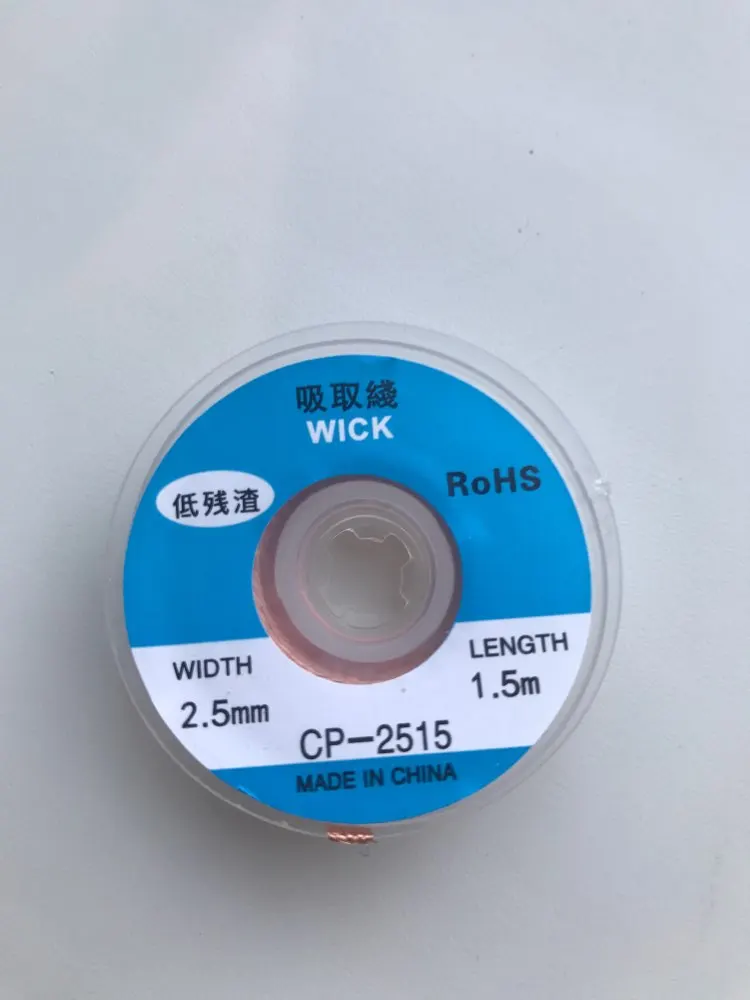 吸取綫
WICK
RoHS
低残渣
WIDTH
2.5mm
LENGTH
1.5m
CP-2515
MADE IN CHINA